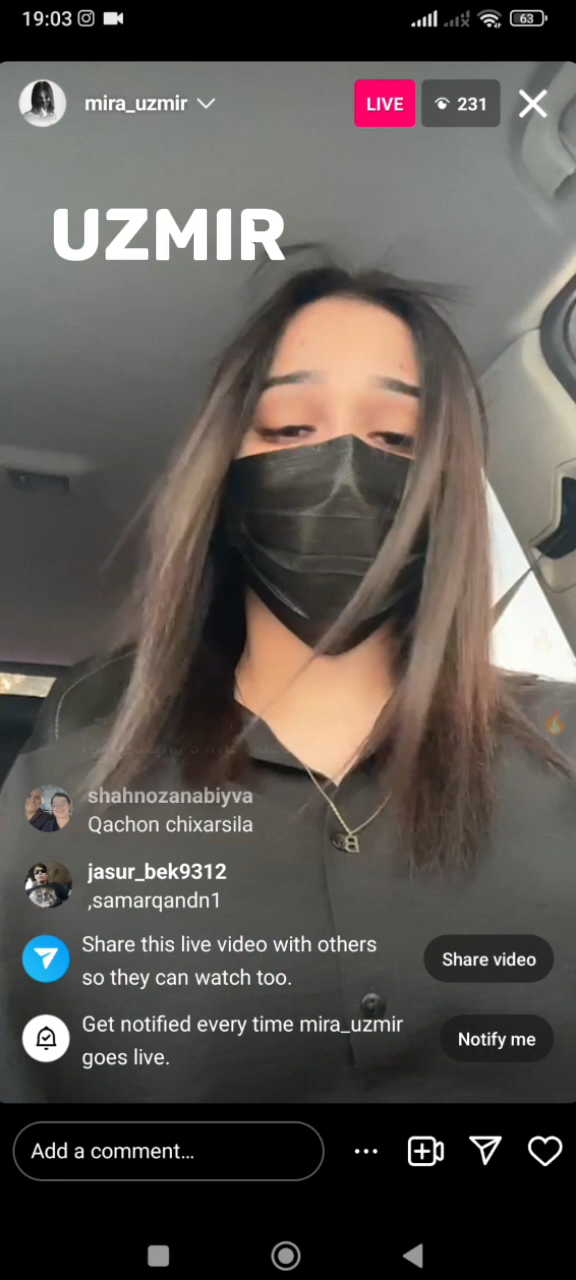 19:03
63
mira_uzmir
LIVE
231
UZMIR
shahnozanabiyva
Qachon chixarsila
jasur_bek9312
,samarqandn1
Share this live video with others
so they can watch too.
Share video
Get notified every time mira_uzmir
goes live.
Notify me
Add a comment...